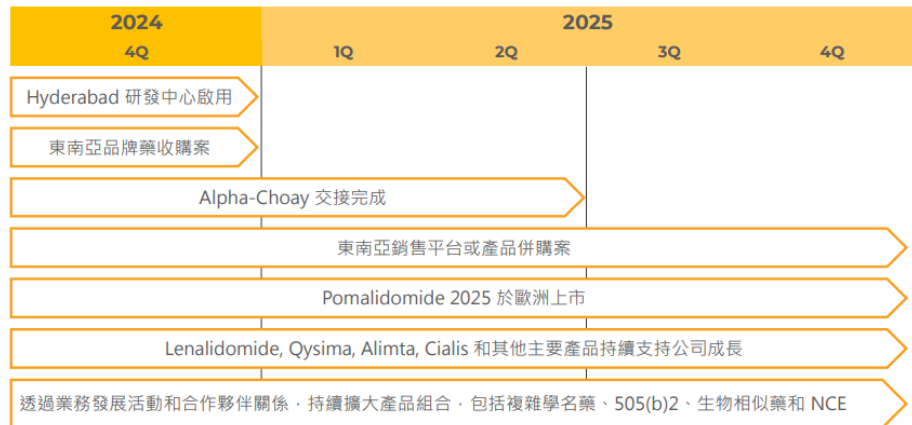 2024 2025
4Q 1Q 2Q 3Q 4Q
Hyderabad 研發中心啟用
東南亞品牌藥收購案
Alpha-Choay 交接完成
東南亞銷售平台或產品併購案
Pomalidomide 2025 於歐洲上市
Lenalidomide, Qysima, Alimta, Cialis 和其他主要產品持續支持公司成長
透過業務發展活動和合作夥伴關係，持續擴大產品組合，包括複雜學名藥、505(b)2、生物相似藥和 NCE